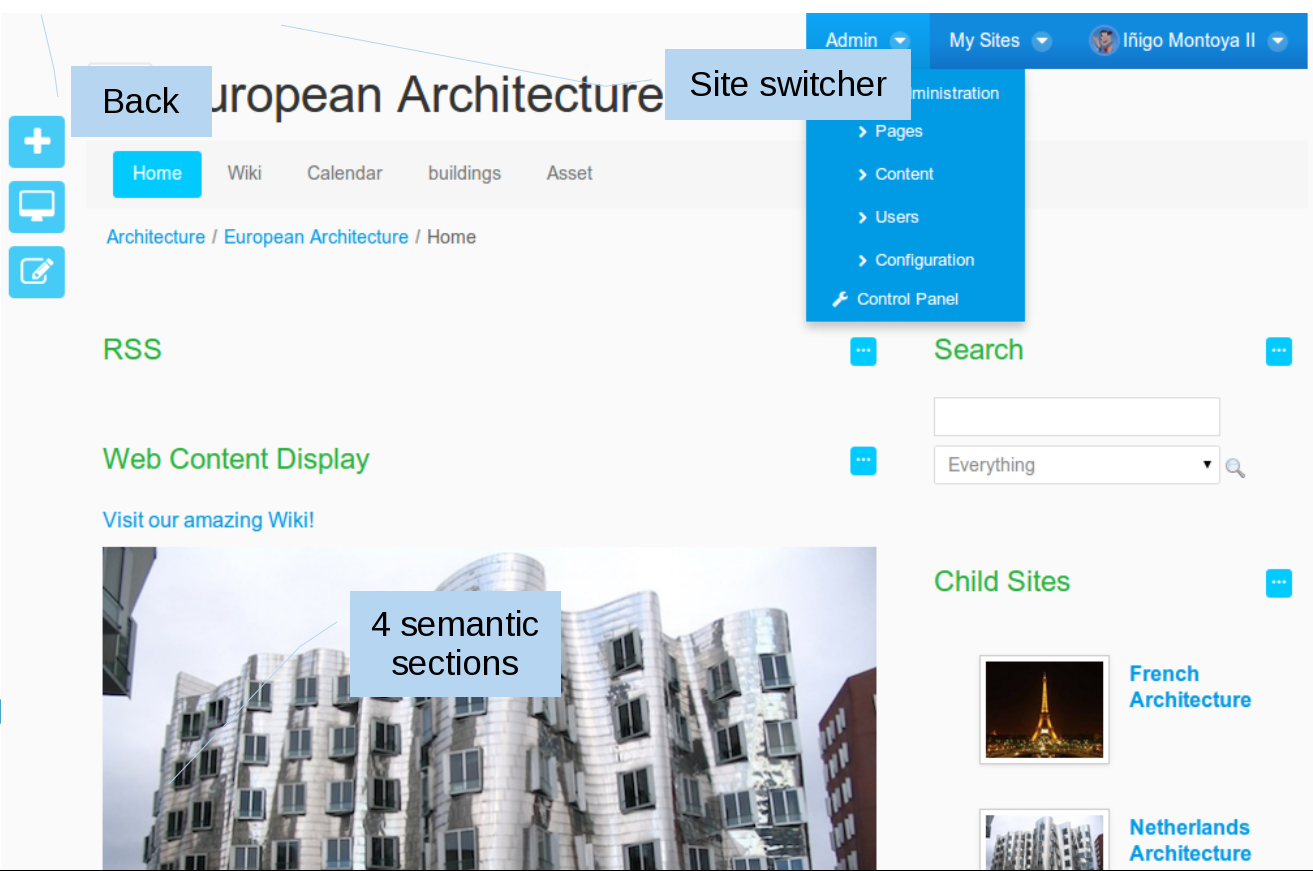 Admin
My Sites
Iñigo Montoya II
Back
uropean Architecture
Site switcher
ministration
Pages
Content
Users
Configuration
Control Panel
Home
Wiki
Calendar
buildings
Asset
Architecture / European Architecture / Home
RSS
Search
Web Content Display
Everything
Visit our amazing Wiki!
4 semantic
sections
Child Sites
French
Architecture
Netherlands
Architecture